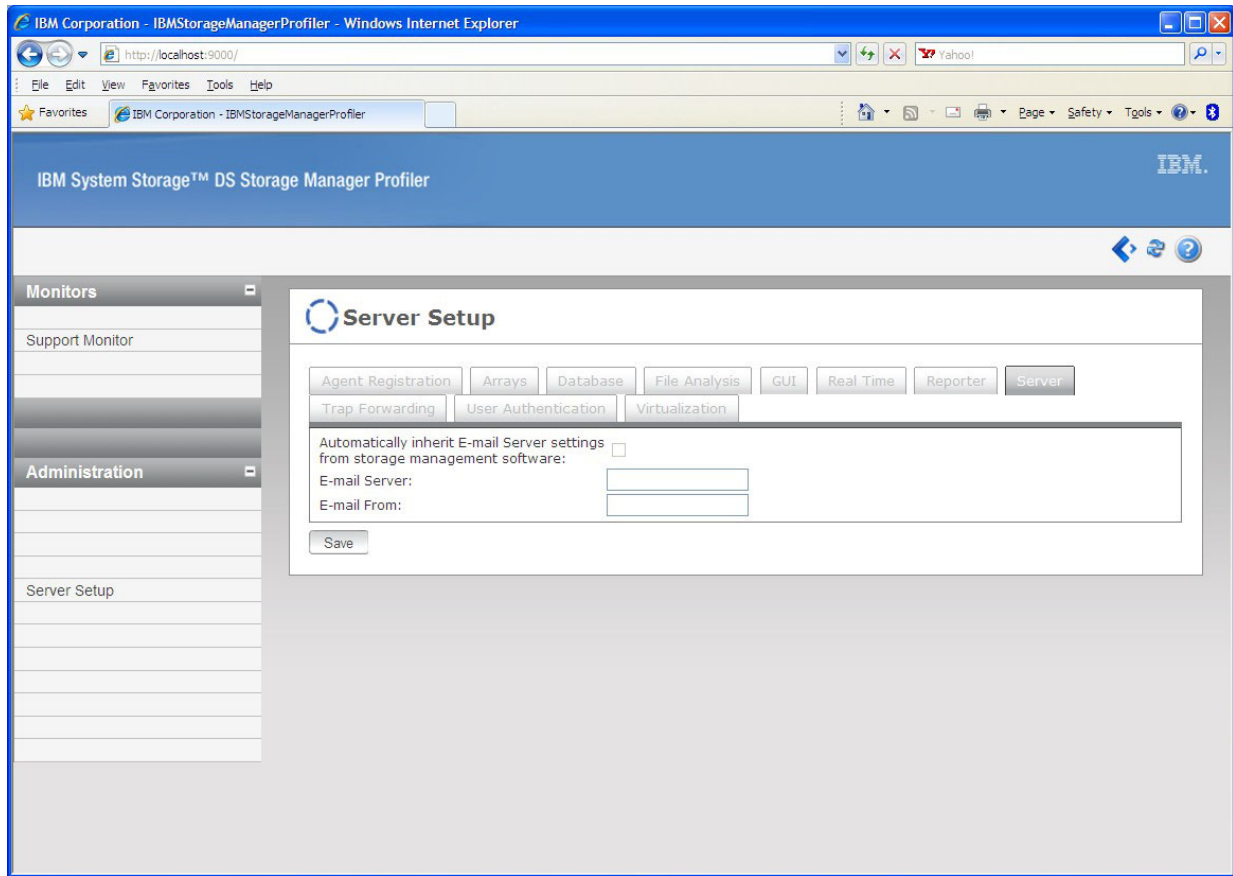 IBM Corporation - IBMStorageManagerProfiler - Windows Internet Explorer
http://localhost:9000/
Yahoo!
File Edit View Favorites Tools Help
Favorites
IBM Corporation - IBMStorageManagerProfiler
Page Safety Tools
IBM System Storage™ DS Storage Manager Profiler
IBM.
Monitors
Support Monitor
Administration
Server Setup
Server Setup
Agent Registration Arrays Database File Analysis GUI Real Time Reporter Server
Trap Forwarding User Authentication Virtualization
Automatically inherit E-mail Server settings
from storage management software:
E-mail Server:
E-mail From:
Save